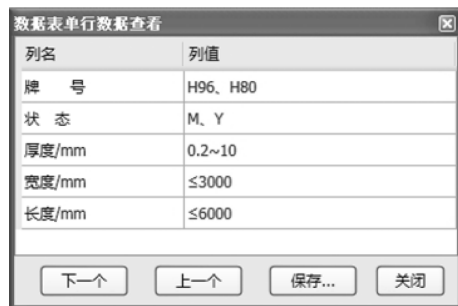 数据表单行数据查看
列名 列值
牌 号 H96、H80
状 态 M、Y
厚度/mm 0.2~10
宽度/mm ≤3000
长度/mm ≤6000
下一个 上一个 保存... 关闭